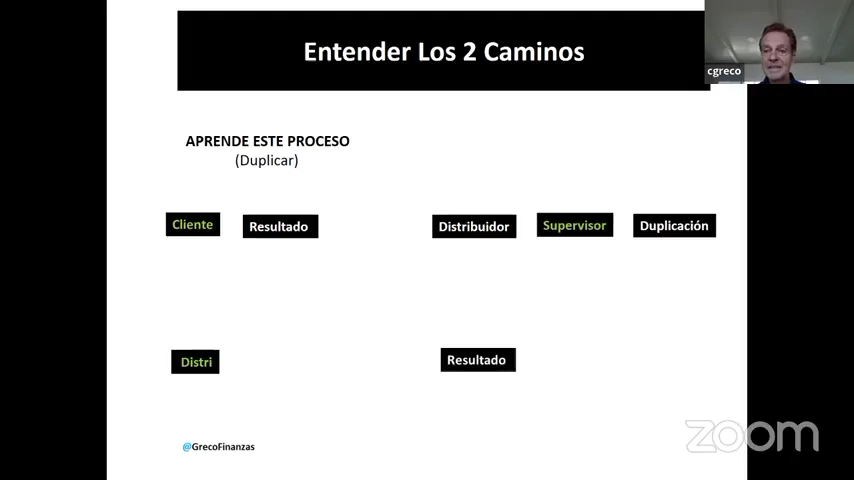 Entender Los 2 Caminos
cgreco
APRENDE ESTE PROCESO
(Duplicar)
Cliente
Resultado
Distribuidor
Supervisor
Duplicación
Distri
Resultado
@GrecoFinanzas
zoom